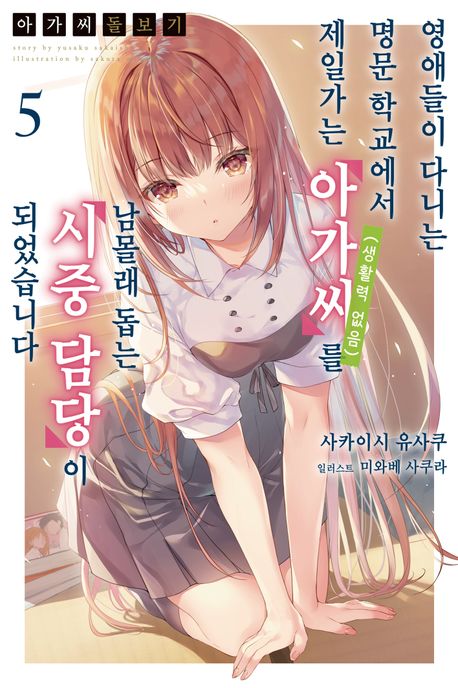 아가씨돌보기
story by yusaku sakaishi
illustration by sakura
5
영애들이 다니는
명문 학교에서
제일가는
『아가씨』를
(생활력 없음)
남몰래 돕는
『시중 담당』이
되었습니다
사카이시 유사쿠
일러스트 미와베 사쿠라